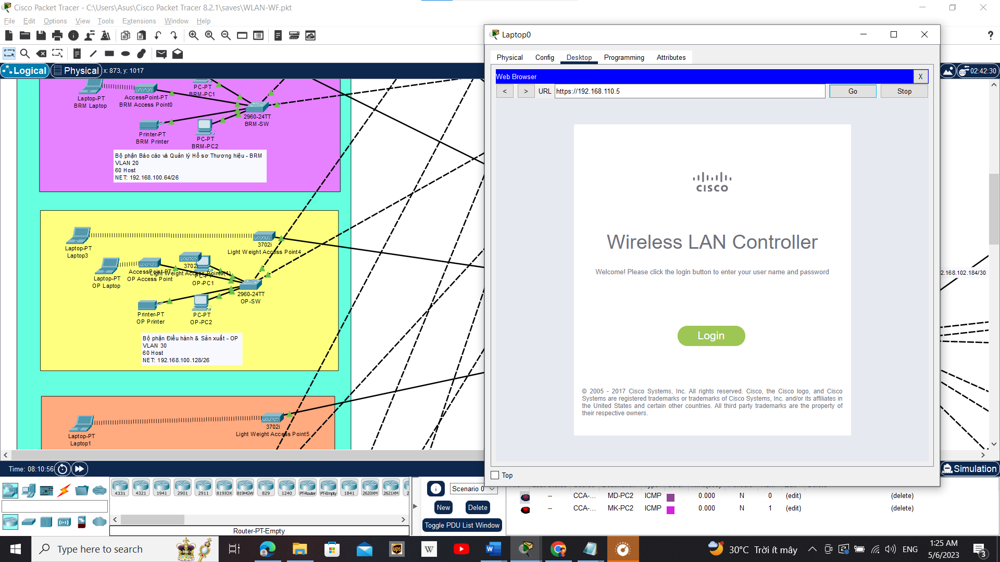 Cisco Packet Tracer - C:\Users\Asus\Cisco Packet Tracer 8.2.1\saves\WLAN-WF.pkt
File Edit Options View Tools Extensions Window Help
Logical Physical x: 873, y: 1017
02:42:30
PC-PT
BRM-PC1
Laptop-PT
BRM Laptop
AccessPoint-PT
BRM Access Point0
2960-24TT
BRM-SW
Printer-PT
BRM Printer
PC-PT
BRM-PC2
Bộ phận Báo cáo và Quản lý Hồ sơ Thương hiệu - BRM
VLAN 20
60 Host
NET: 192.168.100.64/26
Laptop-PT
Laptop3
3702i
Light Weight Access Point4
Laptop-PT
OP Laptop
AccessPoint-PT
OP Access Point
3702i
Light Weight Access Point0(1)
PC-PT
OP-PC1
2960-24TT
OP-SW
Printer-PT
OP Printer
PC-PT
OP-PC2
Bộ phận Điều hành & Sản xuất - OP
VLAN 30
60 Host
NET: 192.168.100.128/26
Laptop-PT
Laptop1
3702i
Light Weight Access Point5
2.168.102.184/30
Laptop0
Physical Config Desktop Programming Attributes
Web Browser
X
< > URL https://192.168.110.5 Go Stop
CISCO
Wireless LAN Controller
Welcome! Please click the login button to enter your user name and password
Login
© 2005 - 2017 Cisco Systems, Inc. All rights reserved. Cisco, the Cisco logo, and Cisco
Systems are registered trademarks or trademarks of Cisco Systems, Inc. and/or its affiliates in
the United States and certain other countries. All third party trademarks are the property of
their respective owners.
Top
Time: 08:10:56
Simulation
4331 4321 1941 2901 2911 819IOX 819HGW 829 1240 PT-Router PT-Empty 1841 2620XM 2621XM
Router-PT-Empty
Scenario 0
New Delete
Toggle PDU List Window
-- CCA-... MD-PC2 ICMP 0.000 N 0 (edit) (delete)
-- CCA-... MK-PC2 ICMP 0.000 N 1 (edit) (delete)
Type here to search
ups
W
30°C Trời ít mây
ENG
1:25 AM
5/6/2023
3